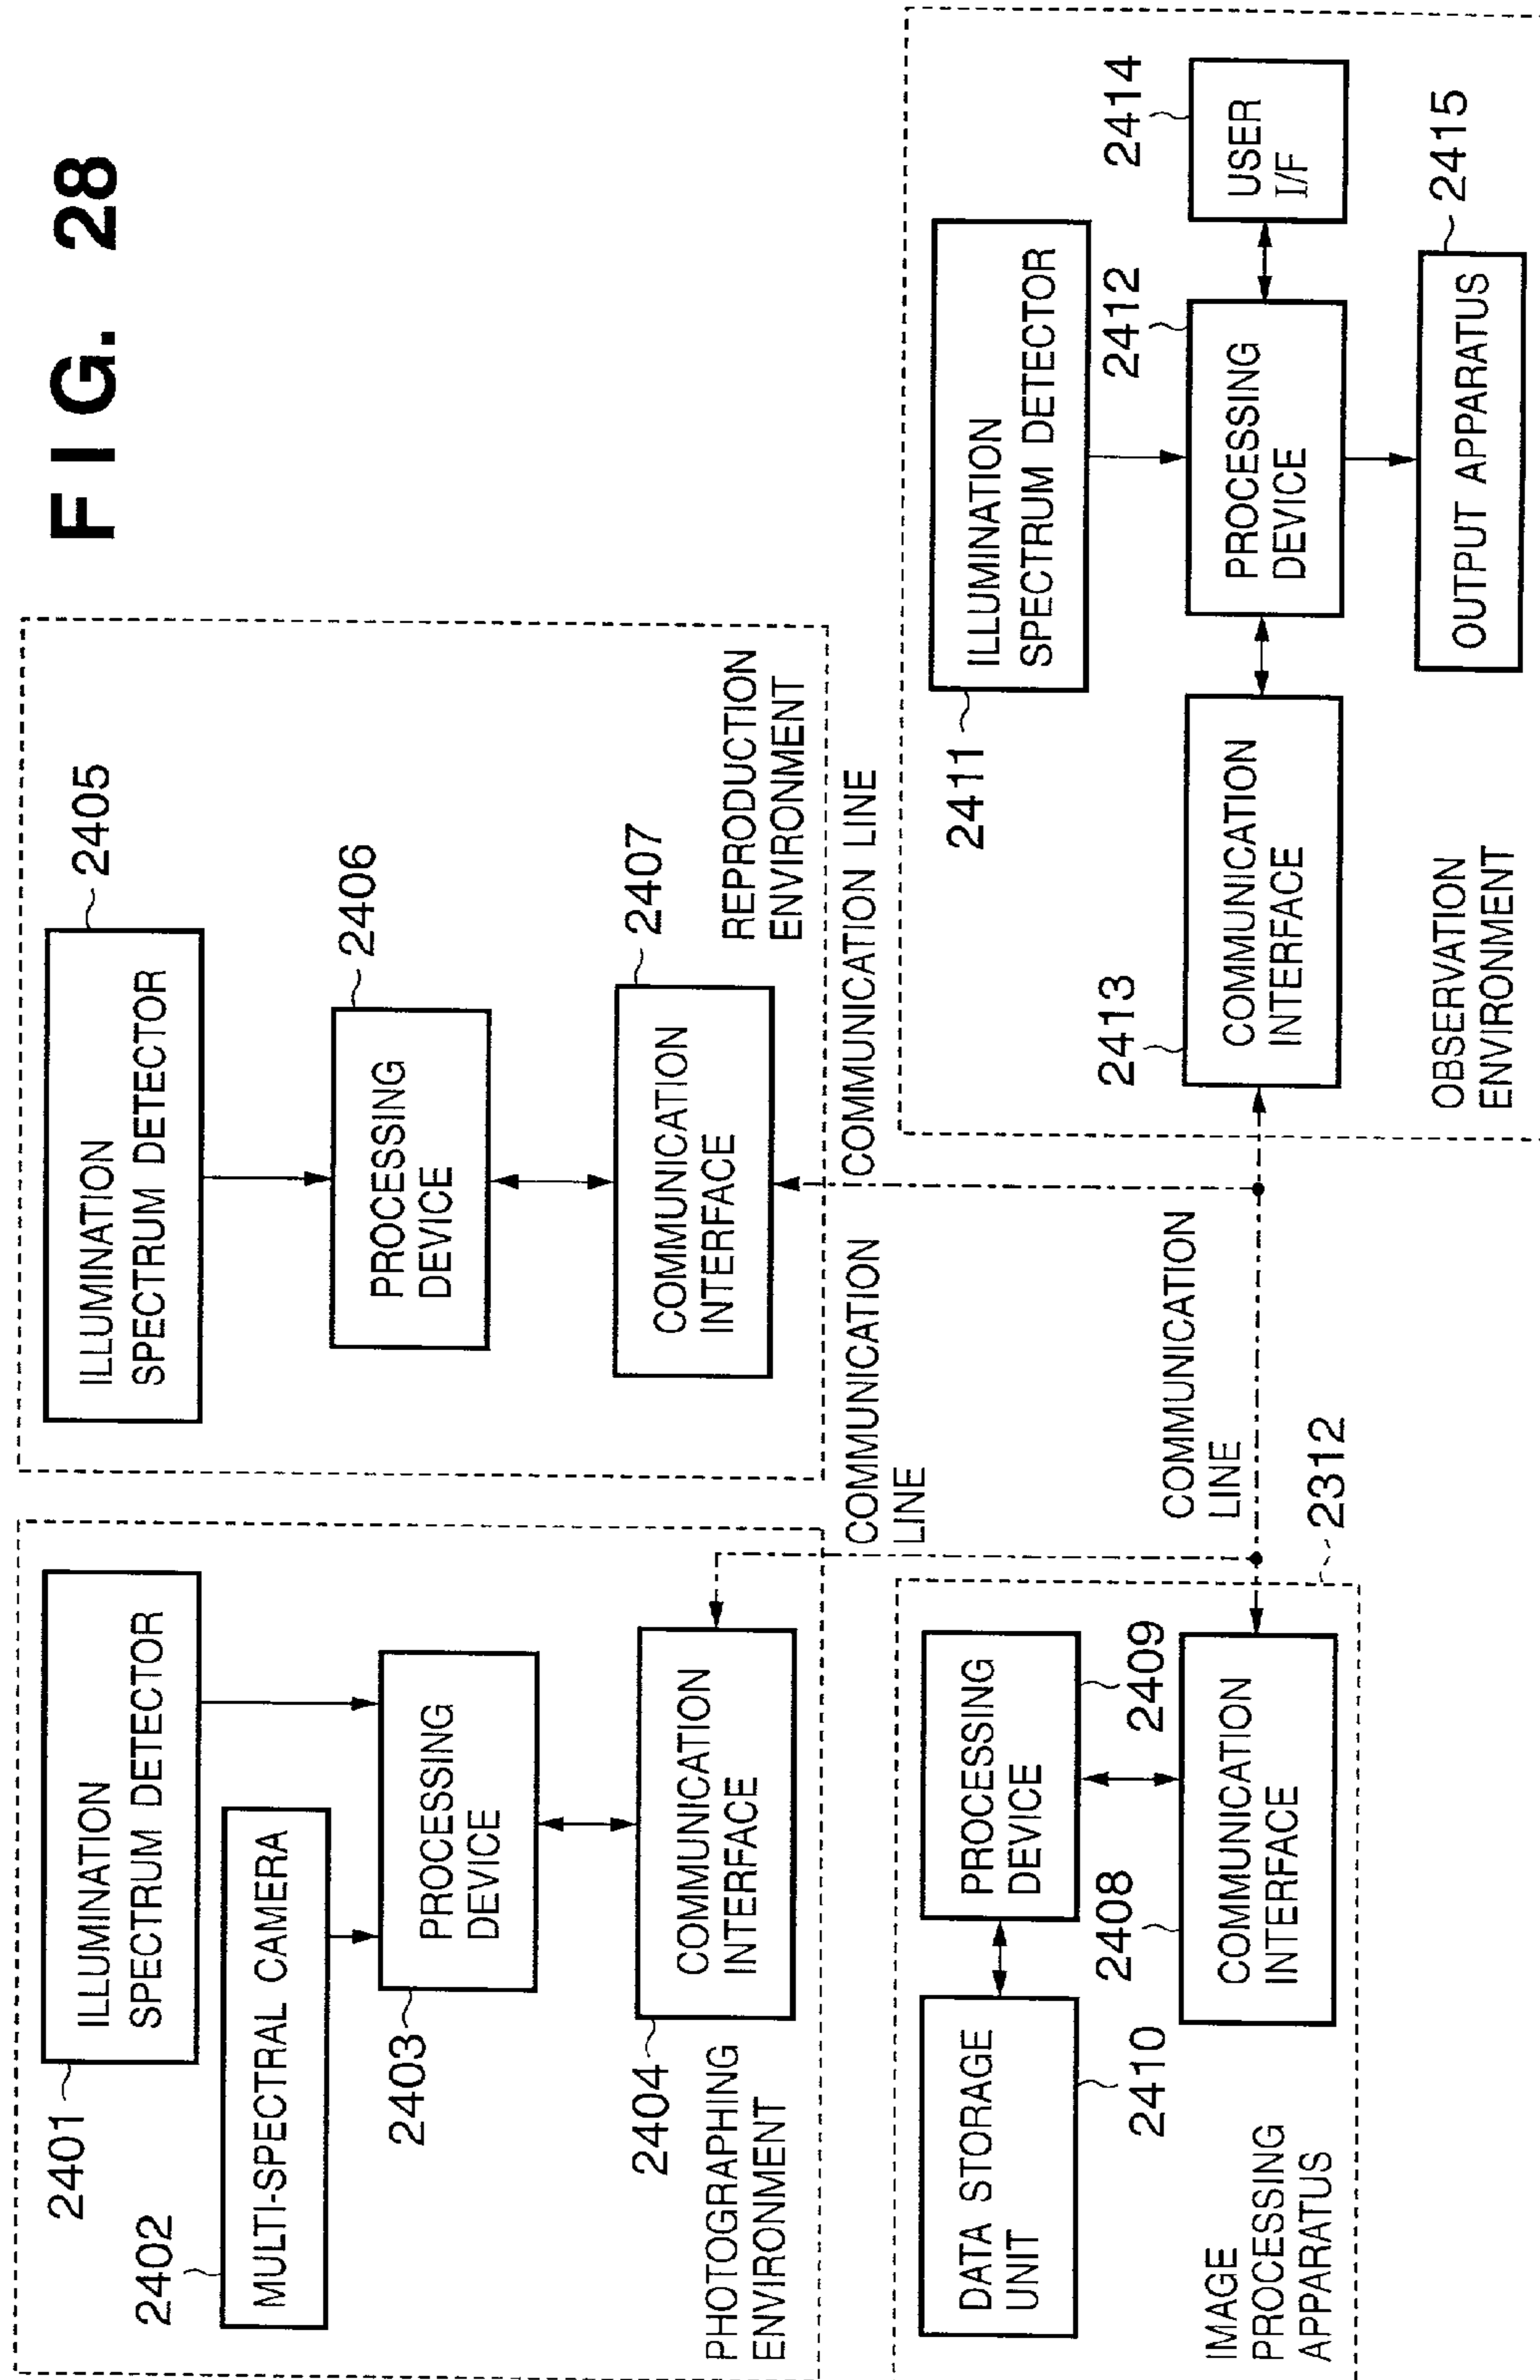 FIG. 28
2401
ILLUMINATION
SPECTRUM DETECTOR
2402
MULTI-SPECTRAL CAMERA
2403
PROCESSING
DEVICE
2404
COMMUNICATION
INTERFACE
PHOTOGRAPHING
ENVIRONMENT
ILLUMINATION
SPECTRUM DETECTOR
2405
PROCESSING
DEVICE
2406
COMMUNICATION
INTERFACE
2407
REPRODUCTION
ENVIRONMENT
COMMUNICATION
LINE
COMMUNICATION LINE
COMMUNICATION
LINE
DATA STORAGE
UNIT
2410
PROCESSING
DEVICE
2409
2408
COMMUNICATION
INTERFACE
IMAGE
PROCESSING
APPARATUS
2312
2411
ILLUMINATION
SPECTRUM DETECTOR
2413
COMMUNICATION
INTERFACE
2412
PROCESSING
DEVICE
2414
USER
I/F
2415
OUTPUT APPARATUS
OBSERVATION
ENVIRONMENT